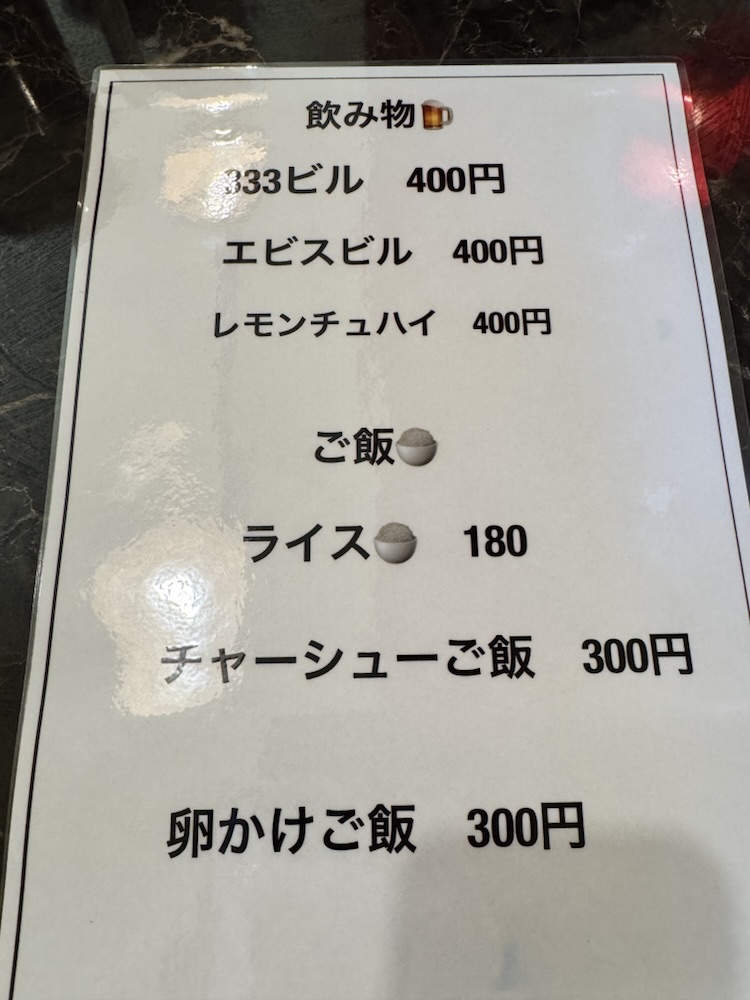 飲み物🍺
333ビル 400円
エビスビル 400円
レモンチュハイ 400円
ご飯🍚
ライス🍚 180
チャーシューご飯 300円
卵かけご飯 300円